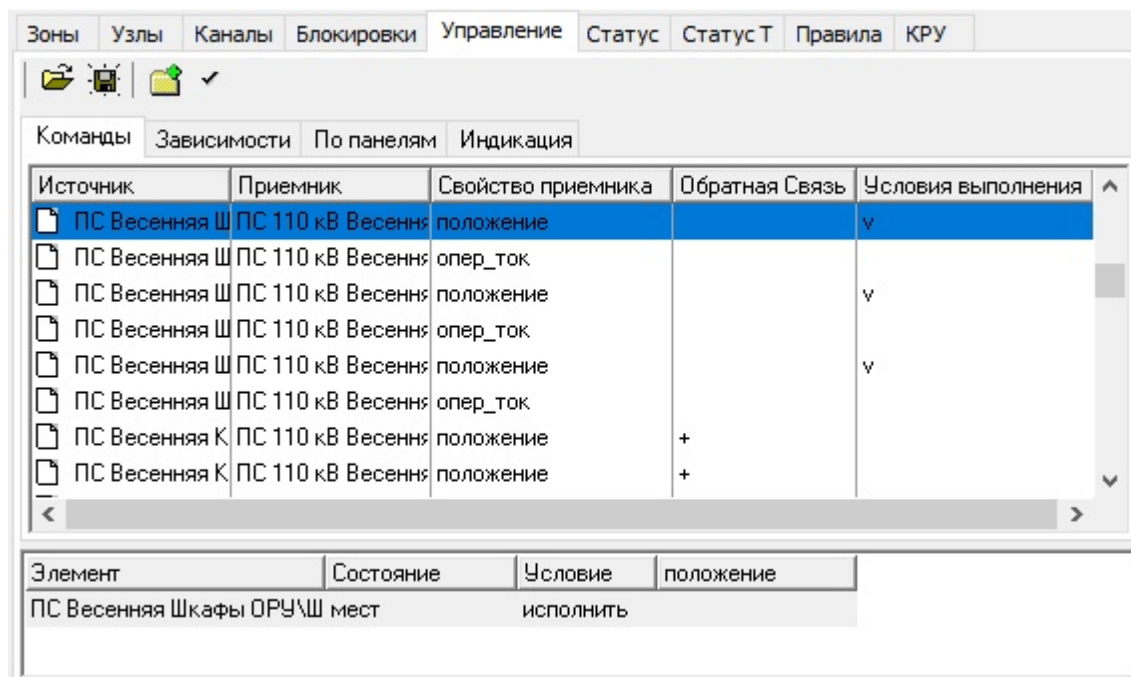 Зоны Узлы Каналы Блокировки Управление Статус Статус Т Правила КРУ
Команды Зависимости По панелям Индикация
Источник Приемник Свойство приемника Обратная Связь Условия выполнения
ПС Весенняя Ш ПС 110 кВ Весення положение v
ПС Весенняя Ш ПС 110 кВ Весення опер_ток
ПС Весенняя Ш ПС 110 кВ Весення положение v
ПС Весенняя Ш ПС 110 кВ Весення опер_ток
ПС Весенняя Ш ПС 110 кВ Весення положение v
ПС Весенняя Ш ПС 110 кВ Весення опер_ток
ПС Весенняя К ПС 110 кВ Весення положение +
ПС Весенняя К ПС 110 кВ Весення положение +
Элемент Состояние Условие положение
ПС Весенняя Шкафы ОРУ\Ш мест исполнить